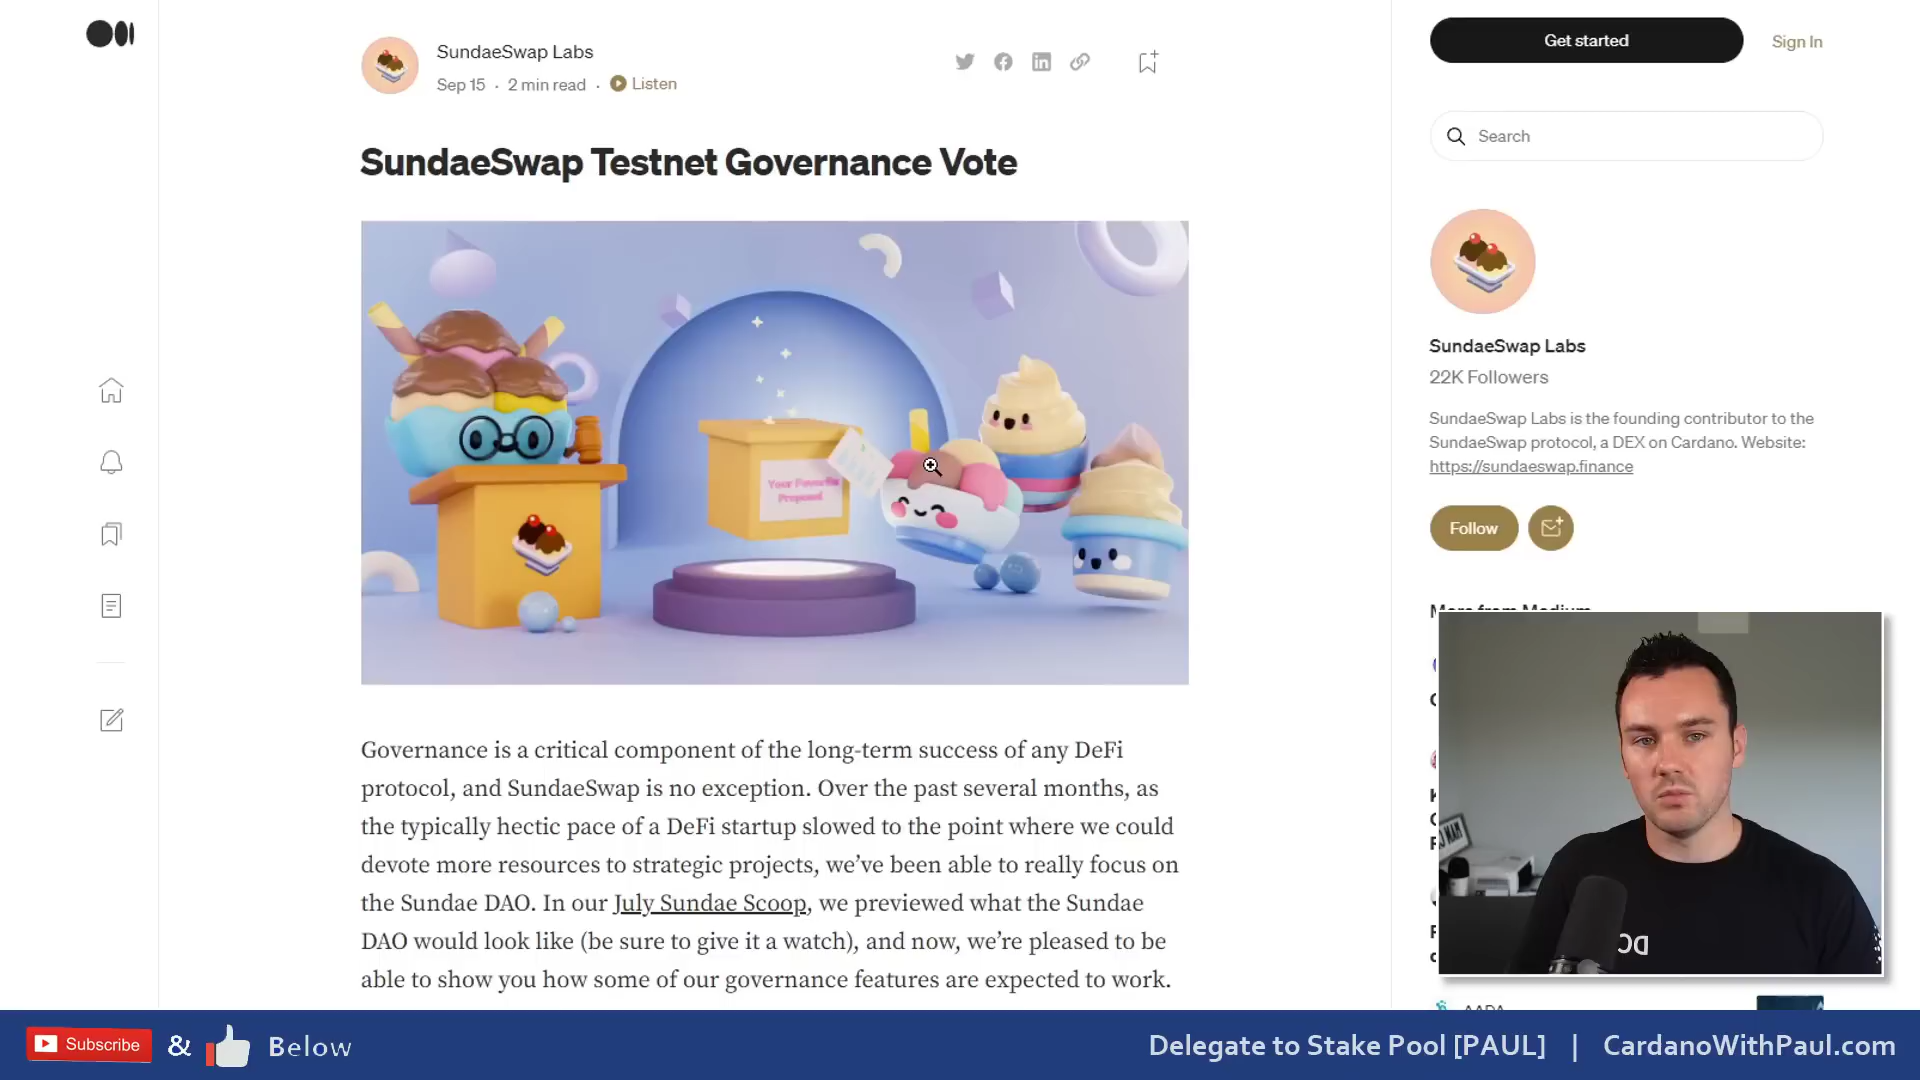 SundaeSwap Labs
Sep 15 · 2 min read · Listen
SundaeSwap Testnet Governance Vote
Your Favorite
Proposal
Governance is a critical component of the long-term success of any DeFi
protocol, and SundaeSwap is no exception. Over the past several months, as
the typically hectic pace of a DeFi startup slowed to the point where we could
devote more resources to strategic projects, we’ve been able to really focus on
the Sundae DAO. In our July Sundae Scoop, we previewed what the Sundae
DAO would look like (be sure to give it a watch), and now, we’re pleased to be
able to show you how some of our governance features are expected to work.
Get started
Sign In
Search
SundaeSwap Labs
22K Followers
SundaeSwap Labs is the founding contributor to the
SundaeSwap protocol, a DEX on Cardano. Website:
https://sundaeswap.finance
Follow
More from Medium
AADA
Subscribe & Below
Delegate to Stake Pool [PAUL] | CardanoWithPaul.com